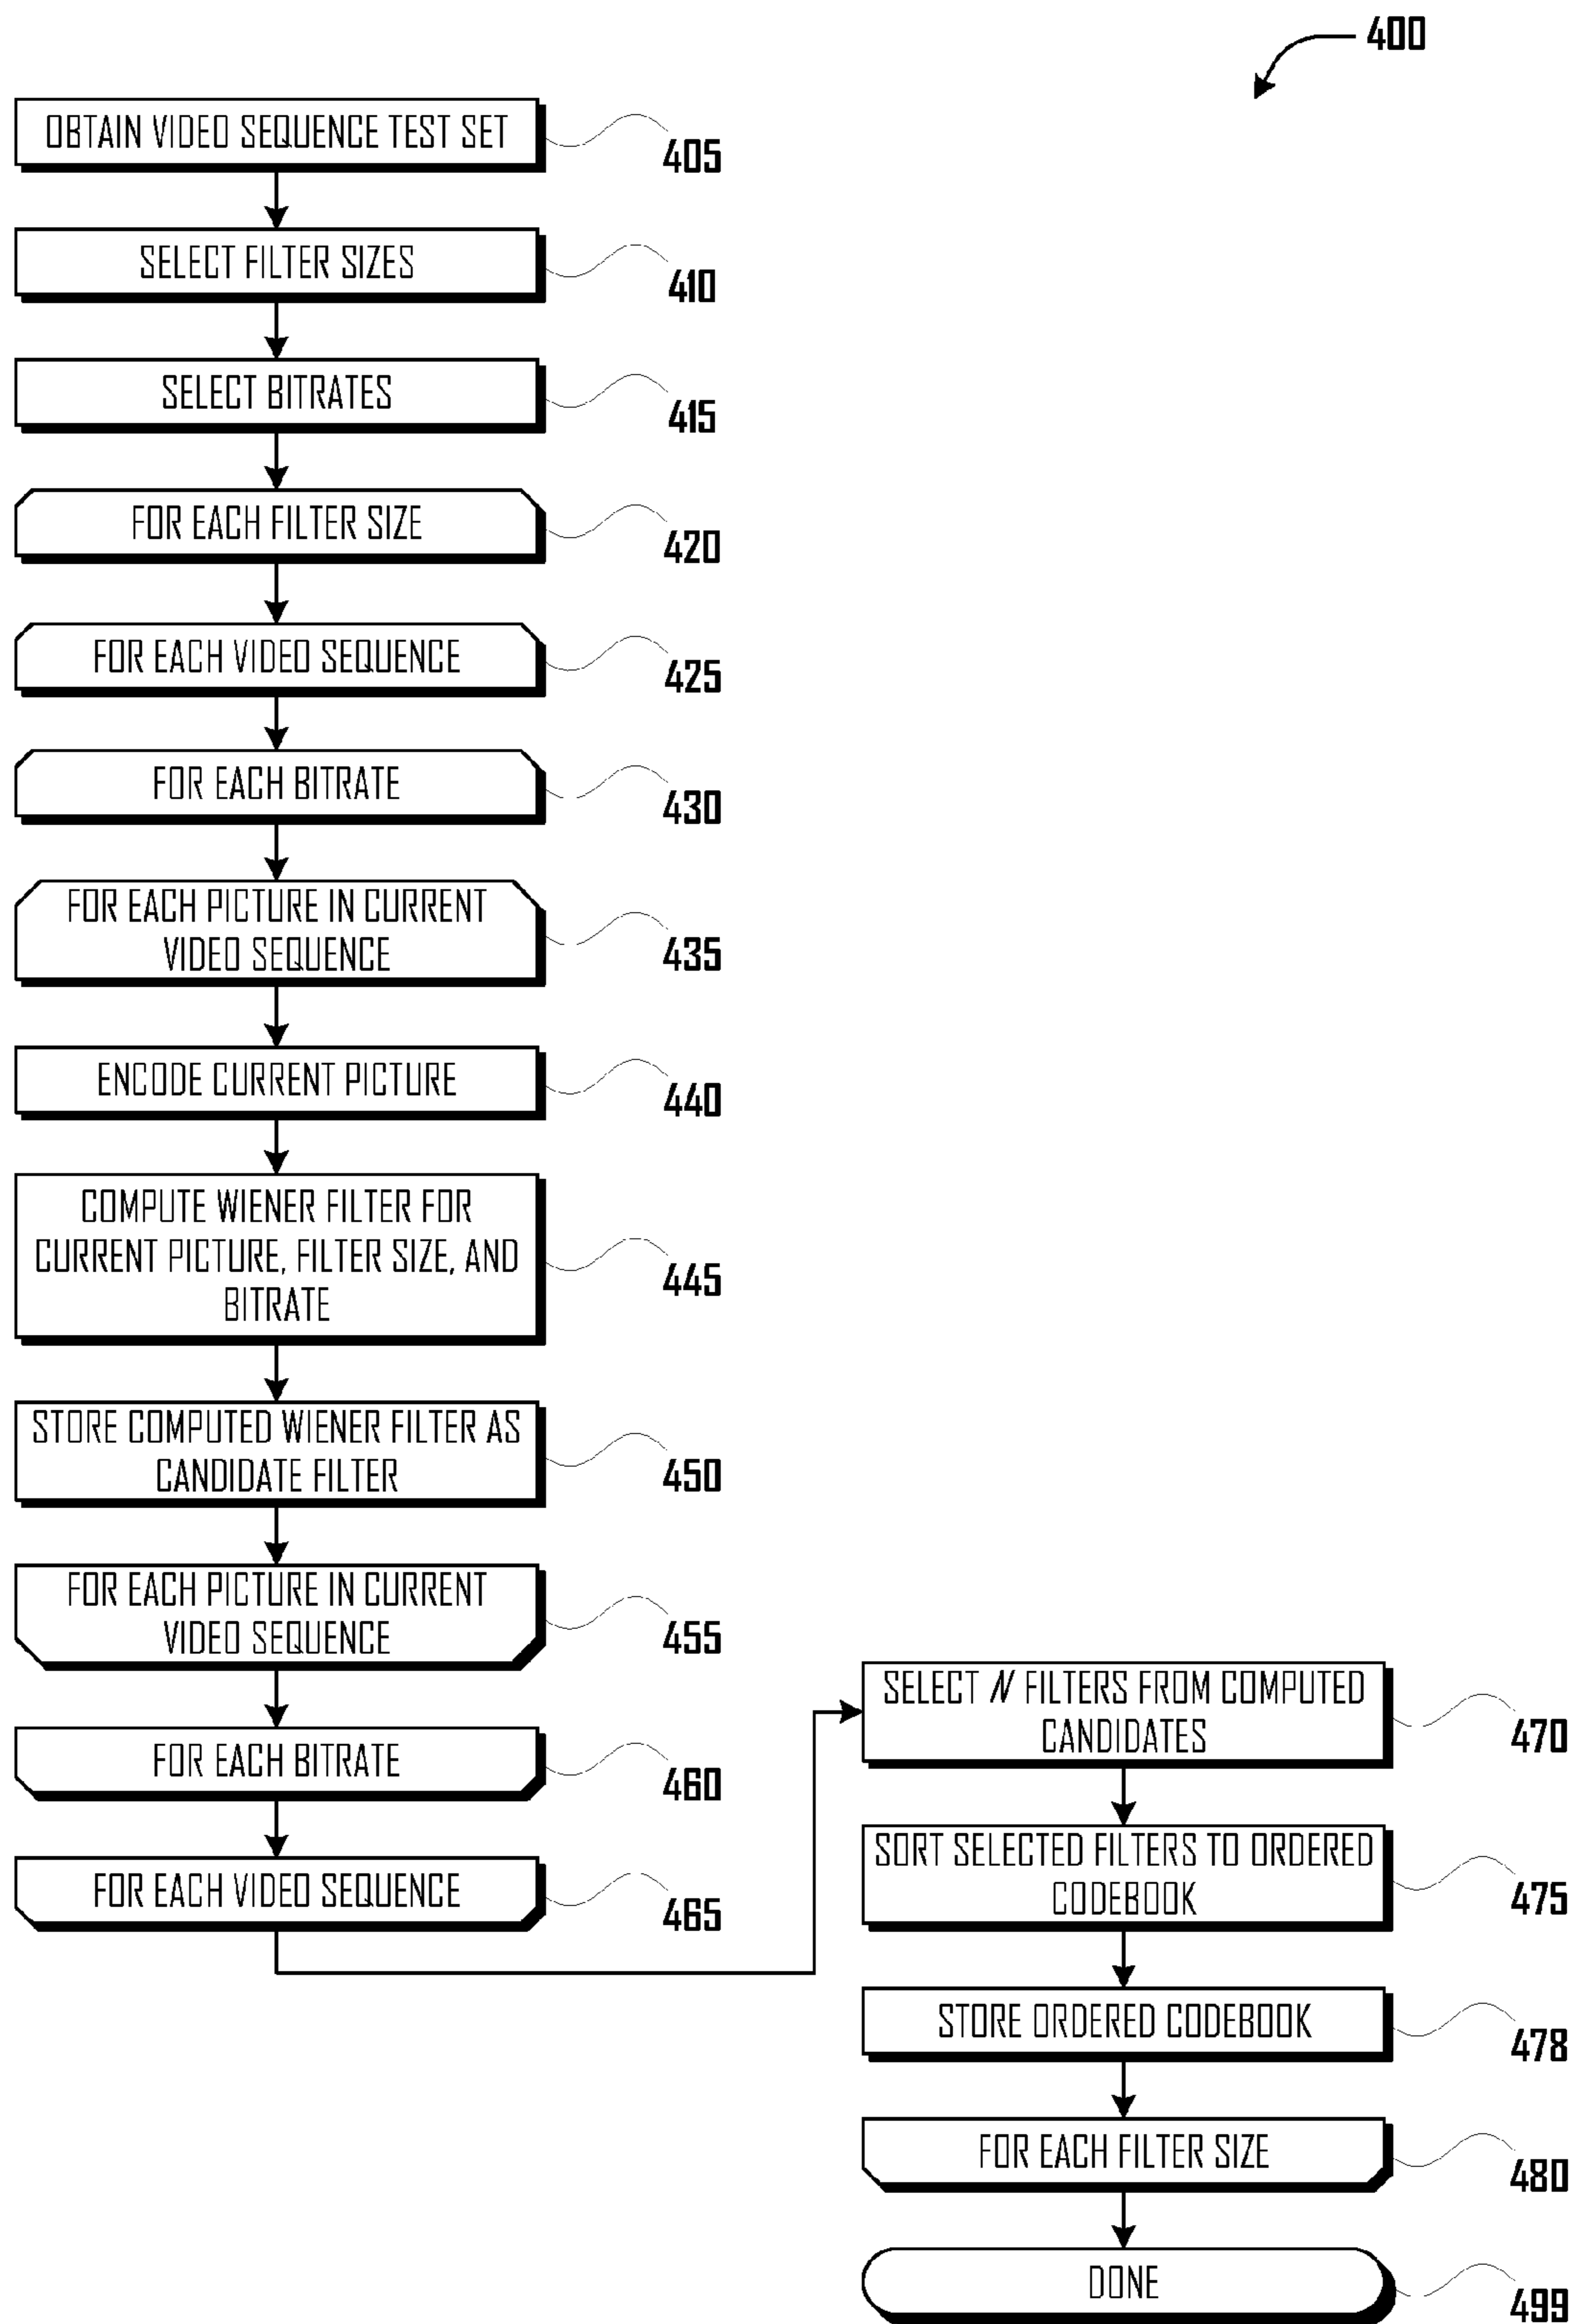 400
OBTAIN VIDEO SEQUENCE TEST SET
405
SELECT FILTER SIZES
410
SELECT BITRATES
415
FOR EACH FILTER SIZE
420
FOR EACH VIDEO SEQUENCE
425
FOR EACH BITRATE
430
FOR EACH PICTURE IN CURRENT
VIDEO SEQUENCE
435
ENCODE CURRENT PICTURE
440
COMPUTE WIENER FILTER FOR
CURRENT PICTURE, FILTER SIZE, AND
BITRATE
445
STORE COMPUTED WIENER FILTER AS
CANDIDATE FILTER
450
FOR EACH PICTURE IN CURRENT
VIDEO SEQUENCE
455
FOR EACH BITRATE
460
FOR EACH VIDEO SEQUENCE
465
SELECT N FILTERS FROM COMPUTED
CANDIDATES
470
SORT SELECTED FILTERS TO ORDERED
CODEBOOK
475
STORE ORDERED CODEBOOK
478
FOR EACH FILTER SIZE
480
DONE
499